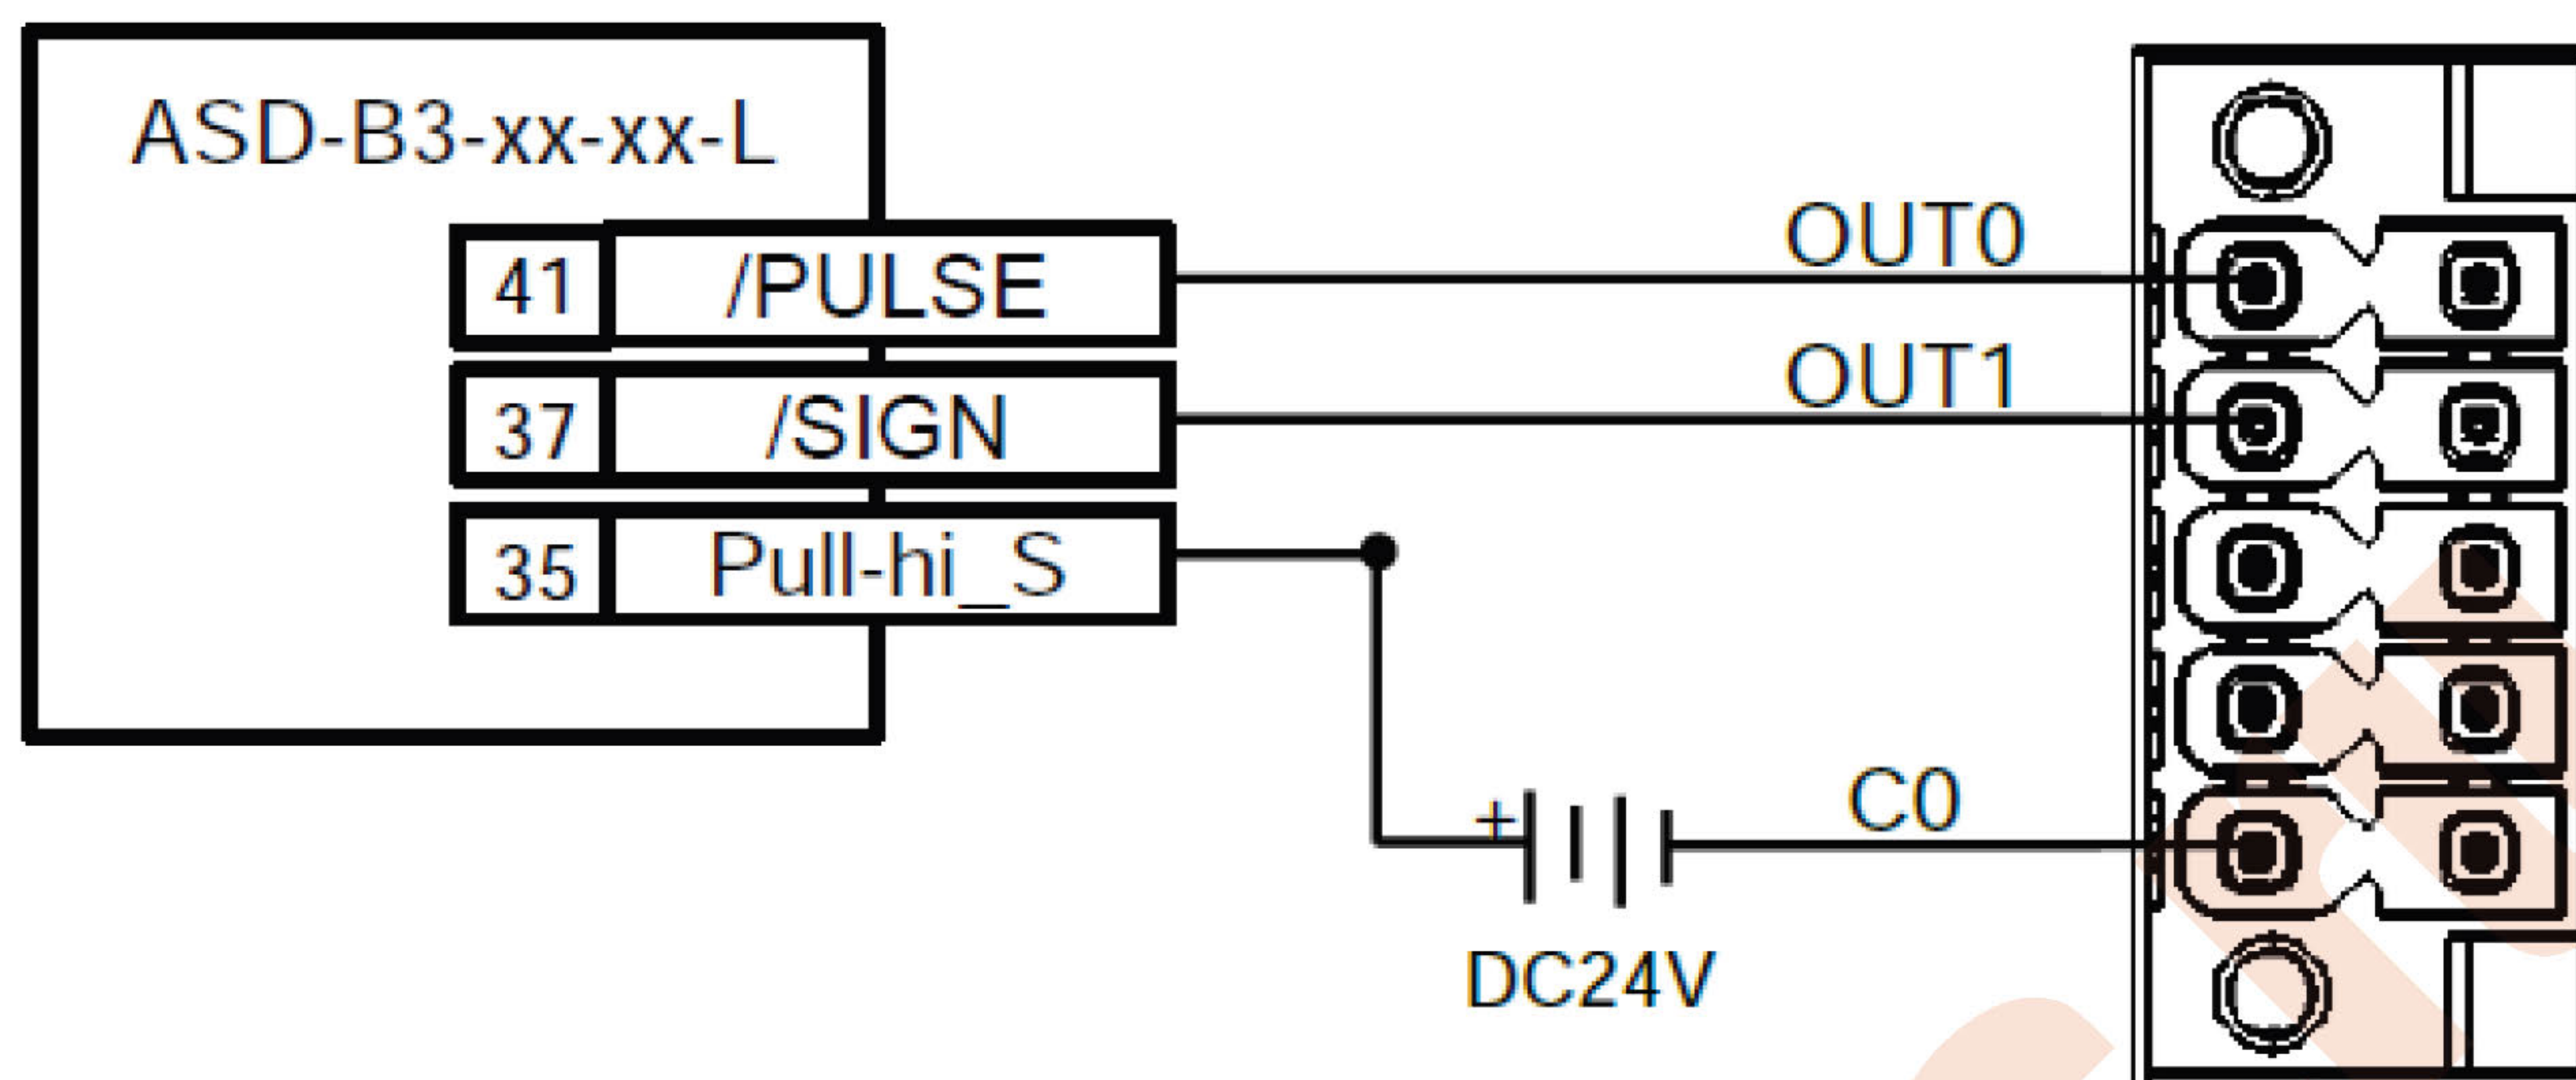 ASD-B3-xx-xx-L
41 /PULSE OUT0
37 /SIGN OUT1
35 Pull-hi_S
+ C0
DC24V